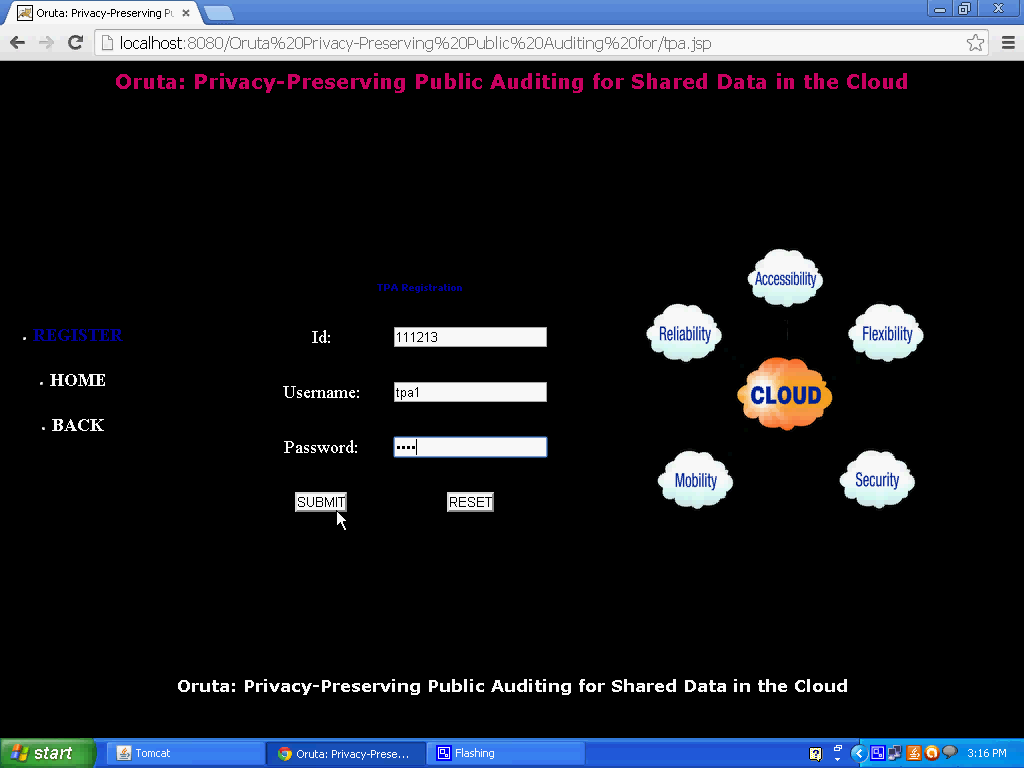 Oruta: Privacy-Preserving Pu
localhost:8080/Oruta%20Privacy-Preserving%20Public%20Auditing%20for/tpa.jsp
Oruta: Privacy-Preserving Public Auditing for Shared Data in the Cloud
TPA Registration
REGISTER
HOME
BACK
Id: 111213
Username: tpa1
Password: ••••
SUBMIT RESET
Accessibility
Reliability
Flexibility
CLOUD
Mobility
Security
Oruta: Privacy-Preserving Public Auditing for Shared Data in the Cloud
start Tomcat Oruta: Privacy-Prese... Flashing 3:16 PM